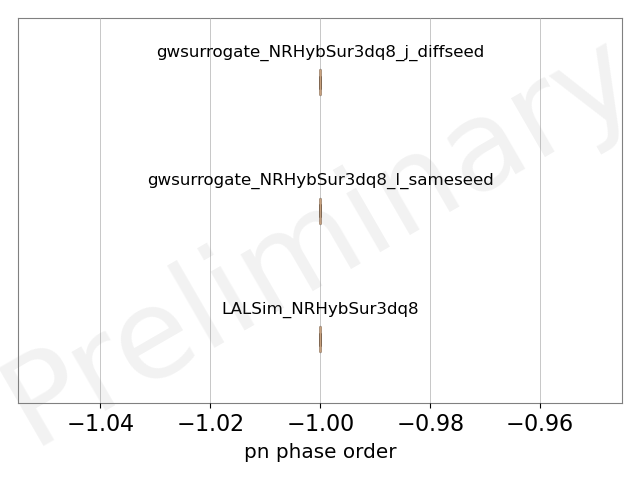 gwsurrogate_NRHybSur3dq8_j_diffseed
gwsurrogate_NRHybSur3dq8_l_sameseed
LALSim_NRHybSur3dq8
Preliminary
−1.04 −1.02 −1.00 −0.98 −0.96
pn phase order